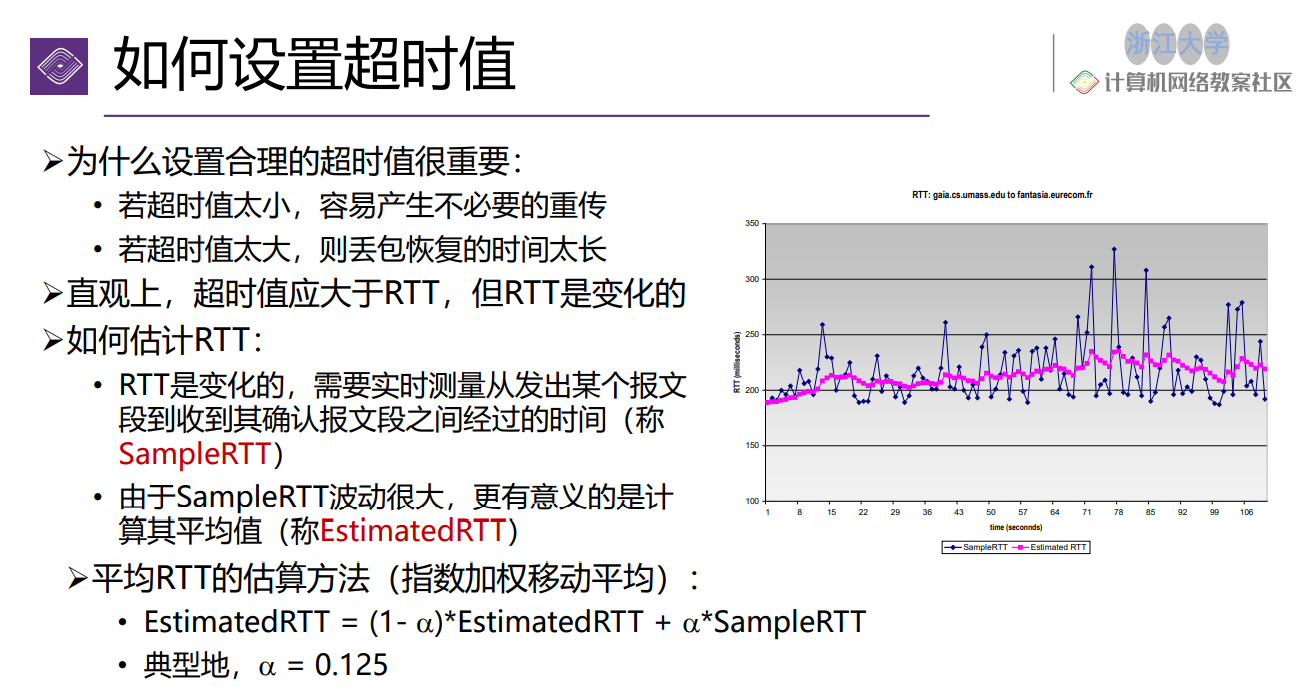 如何设置超时值
浙江大学
计算机网络教案社区
➢为什么设置合理的超时值很重要：
• 若超时值太小，容易产生不必要的重传
• 若超时值太大，则丢包恢复的时间太长
➢直观上，超时值应大于RTT，但RTT是变化的
➢如何估计RTT：
• RTT是变化的，需要实时测量从发出某个报文
段到收到其确认报文段之间经过的时间（称
SampleRTT）
• 由于SampleRTT波动很大，更有意义的是计
算其平均值（称EstimatedRTT）
➢平均RTT的估算方法（指数加权移动平均）：
• EstimatedRTT = (1- α)*EstimatedRTT + α*SampleRTT
• 典型地，α = 0.125
RTT: gaia.cs.umass.edu to fantasia.eurecom.fr
RTT (milliseconds)
350
300
250
200
150
100
1 8 15 22 29 36 43 50 57 64 71 78 85 92 99 106
time (seconnds)
SampleRTT Estimated RTT